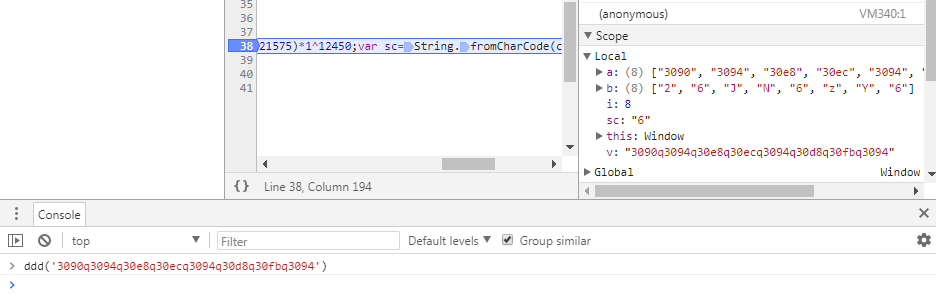 35
36
37
38 21575)*1^12450;var sc=String.fromCharCode(c
39
40
41
{} Line 38, Column 194
(anonymous) VM340:1
Scope
Local
a: (8) ["3090", "3094", "30e8", "30ec", "3094", "
b: (8) ["2", "6", "J", "N", "6", "z", "Y", "6"]
i: 8
sc: "6"
this: Window
v: "3090q3094q30e8q30ecq3094q30d8q30fbq3094"
Global Window
Console
top Filter Default levels Group similar
ddd('3090q3094q30e8q30ecq3094q30d8q30fbq3094')